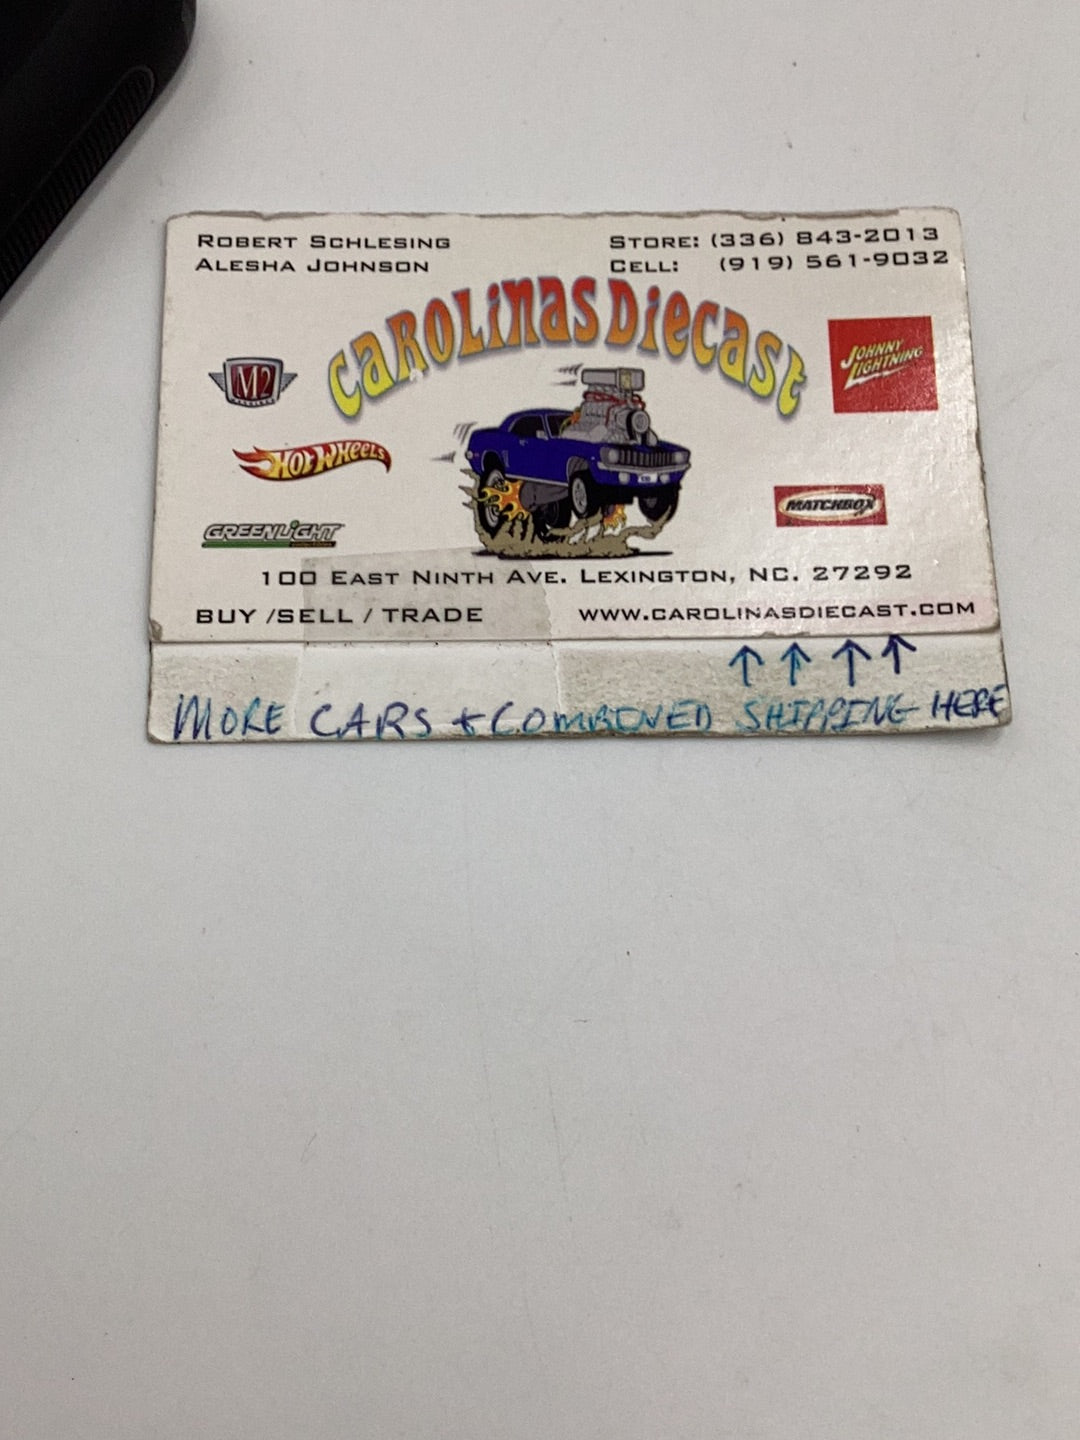 ROBERT SCHLESING
ALESHA JOHNSON
STORE: (336) 843-2013
CELL: (919) 561-9032
CAROLINAS DIECAST
M2
JOHNNY LIGHTNING
HOT WHEELS
MATCHBOX
GREENLIGHT
100 EAST NINTH AVE. LEXINGTON, NC. 27292
BUY /SELL / TRADE
WWW.CAROLINASDIECAST.COM
MORE CARS + COMBINED SHIPPING HERE